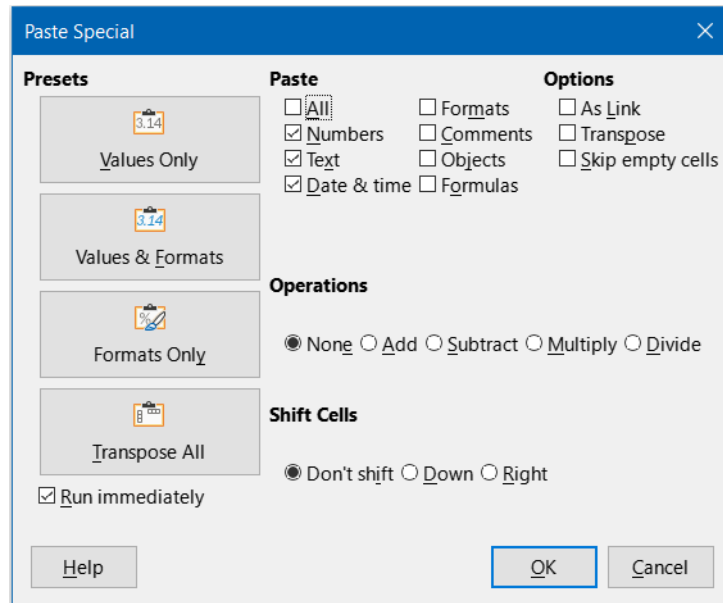 Paste Special
Presets
3.14
Values Only
3.14
Values & Formats
%
Formats Only
Transpose All
Run immediately
Paste
All
Numbers
Text
Date & time
Formats
Comments
Objects
Formulas
Options
As Link
Transpose
Skip empty cells
Operations
None Add Subtract Multiply Divide
Shift Cells
Don't shift Down Right
Help OK Cancel